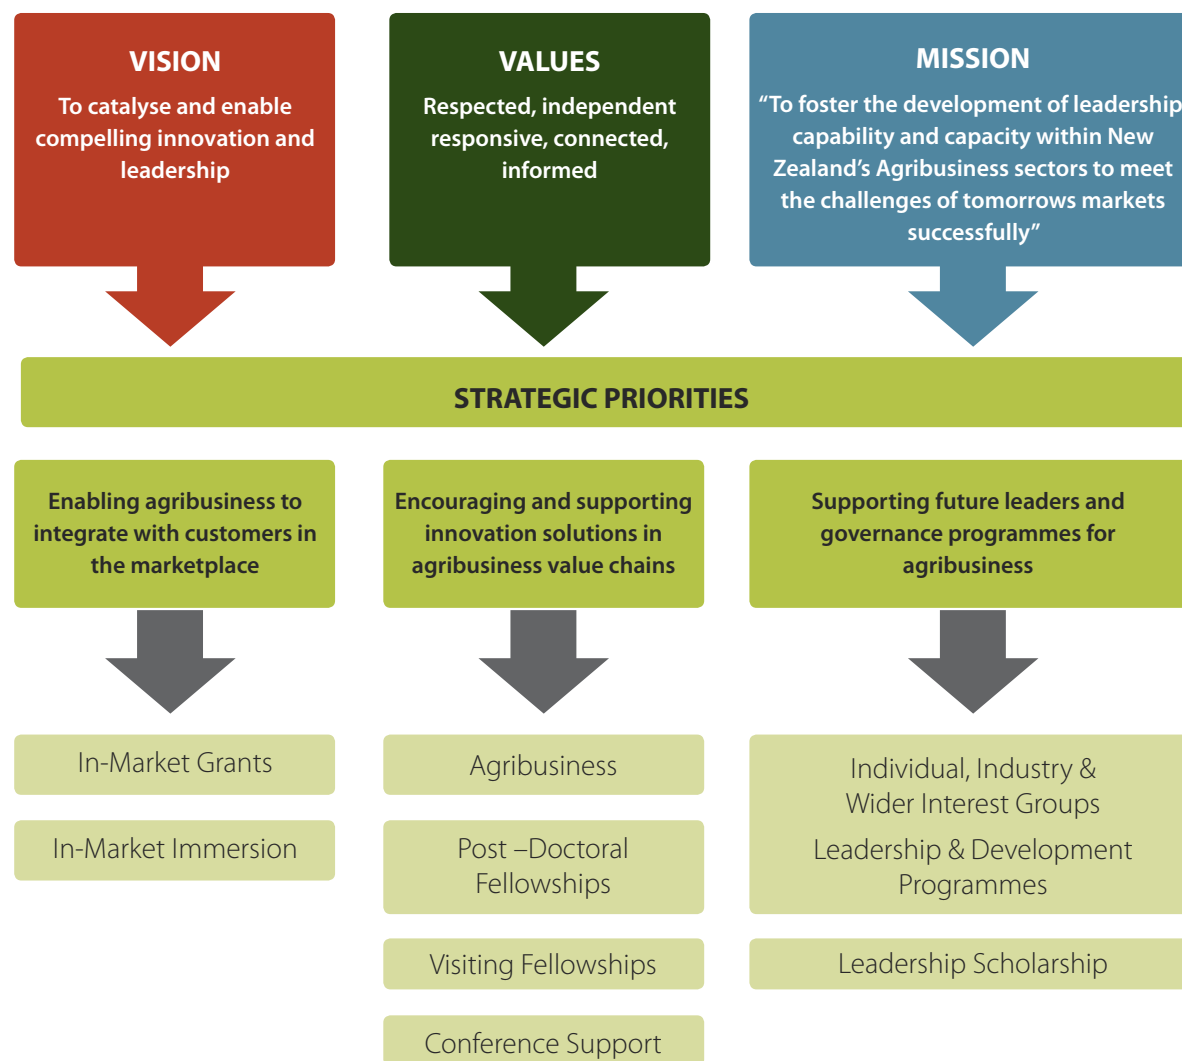 VISION
To catalyse and enable
compelling innovation and
leadership
VALUES
Respected, independent
responsive, connected,
informed
MISSION
“To foster the development of leadership
capability and capacity within New
Zealand’s Agribusiness sectors to meet
the challenges of tomorrows markets
successfully”
STRATEGIC PRIORITIES
Enabling agribusiness to
integrate with customers in
the marketplace
Encouraging and supporting
innovation solutions in
agribusiness value chains
Supporting future leaders and
governance programmes for
agribusiness
In-Market Grants
In-Market Immersion
Agribusiness
Post –Doctoral
Fellowships
Visiting Fellowships
Conference Support
Individual, Industry &
Wider Interest Groups
Leadership & Development
Programmes
Leadership Scholarship